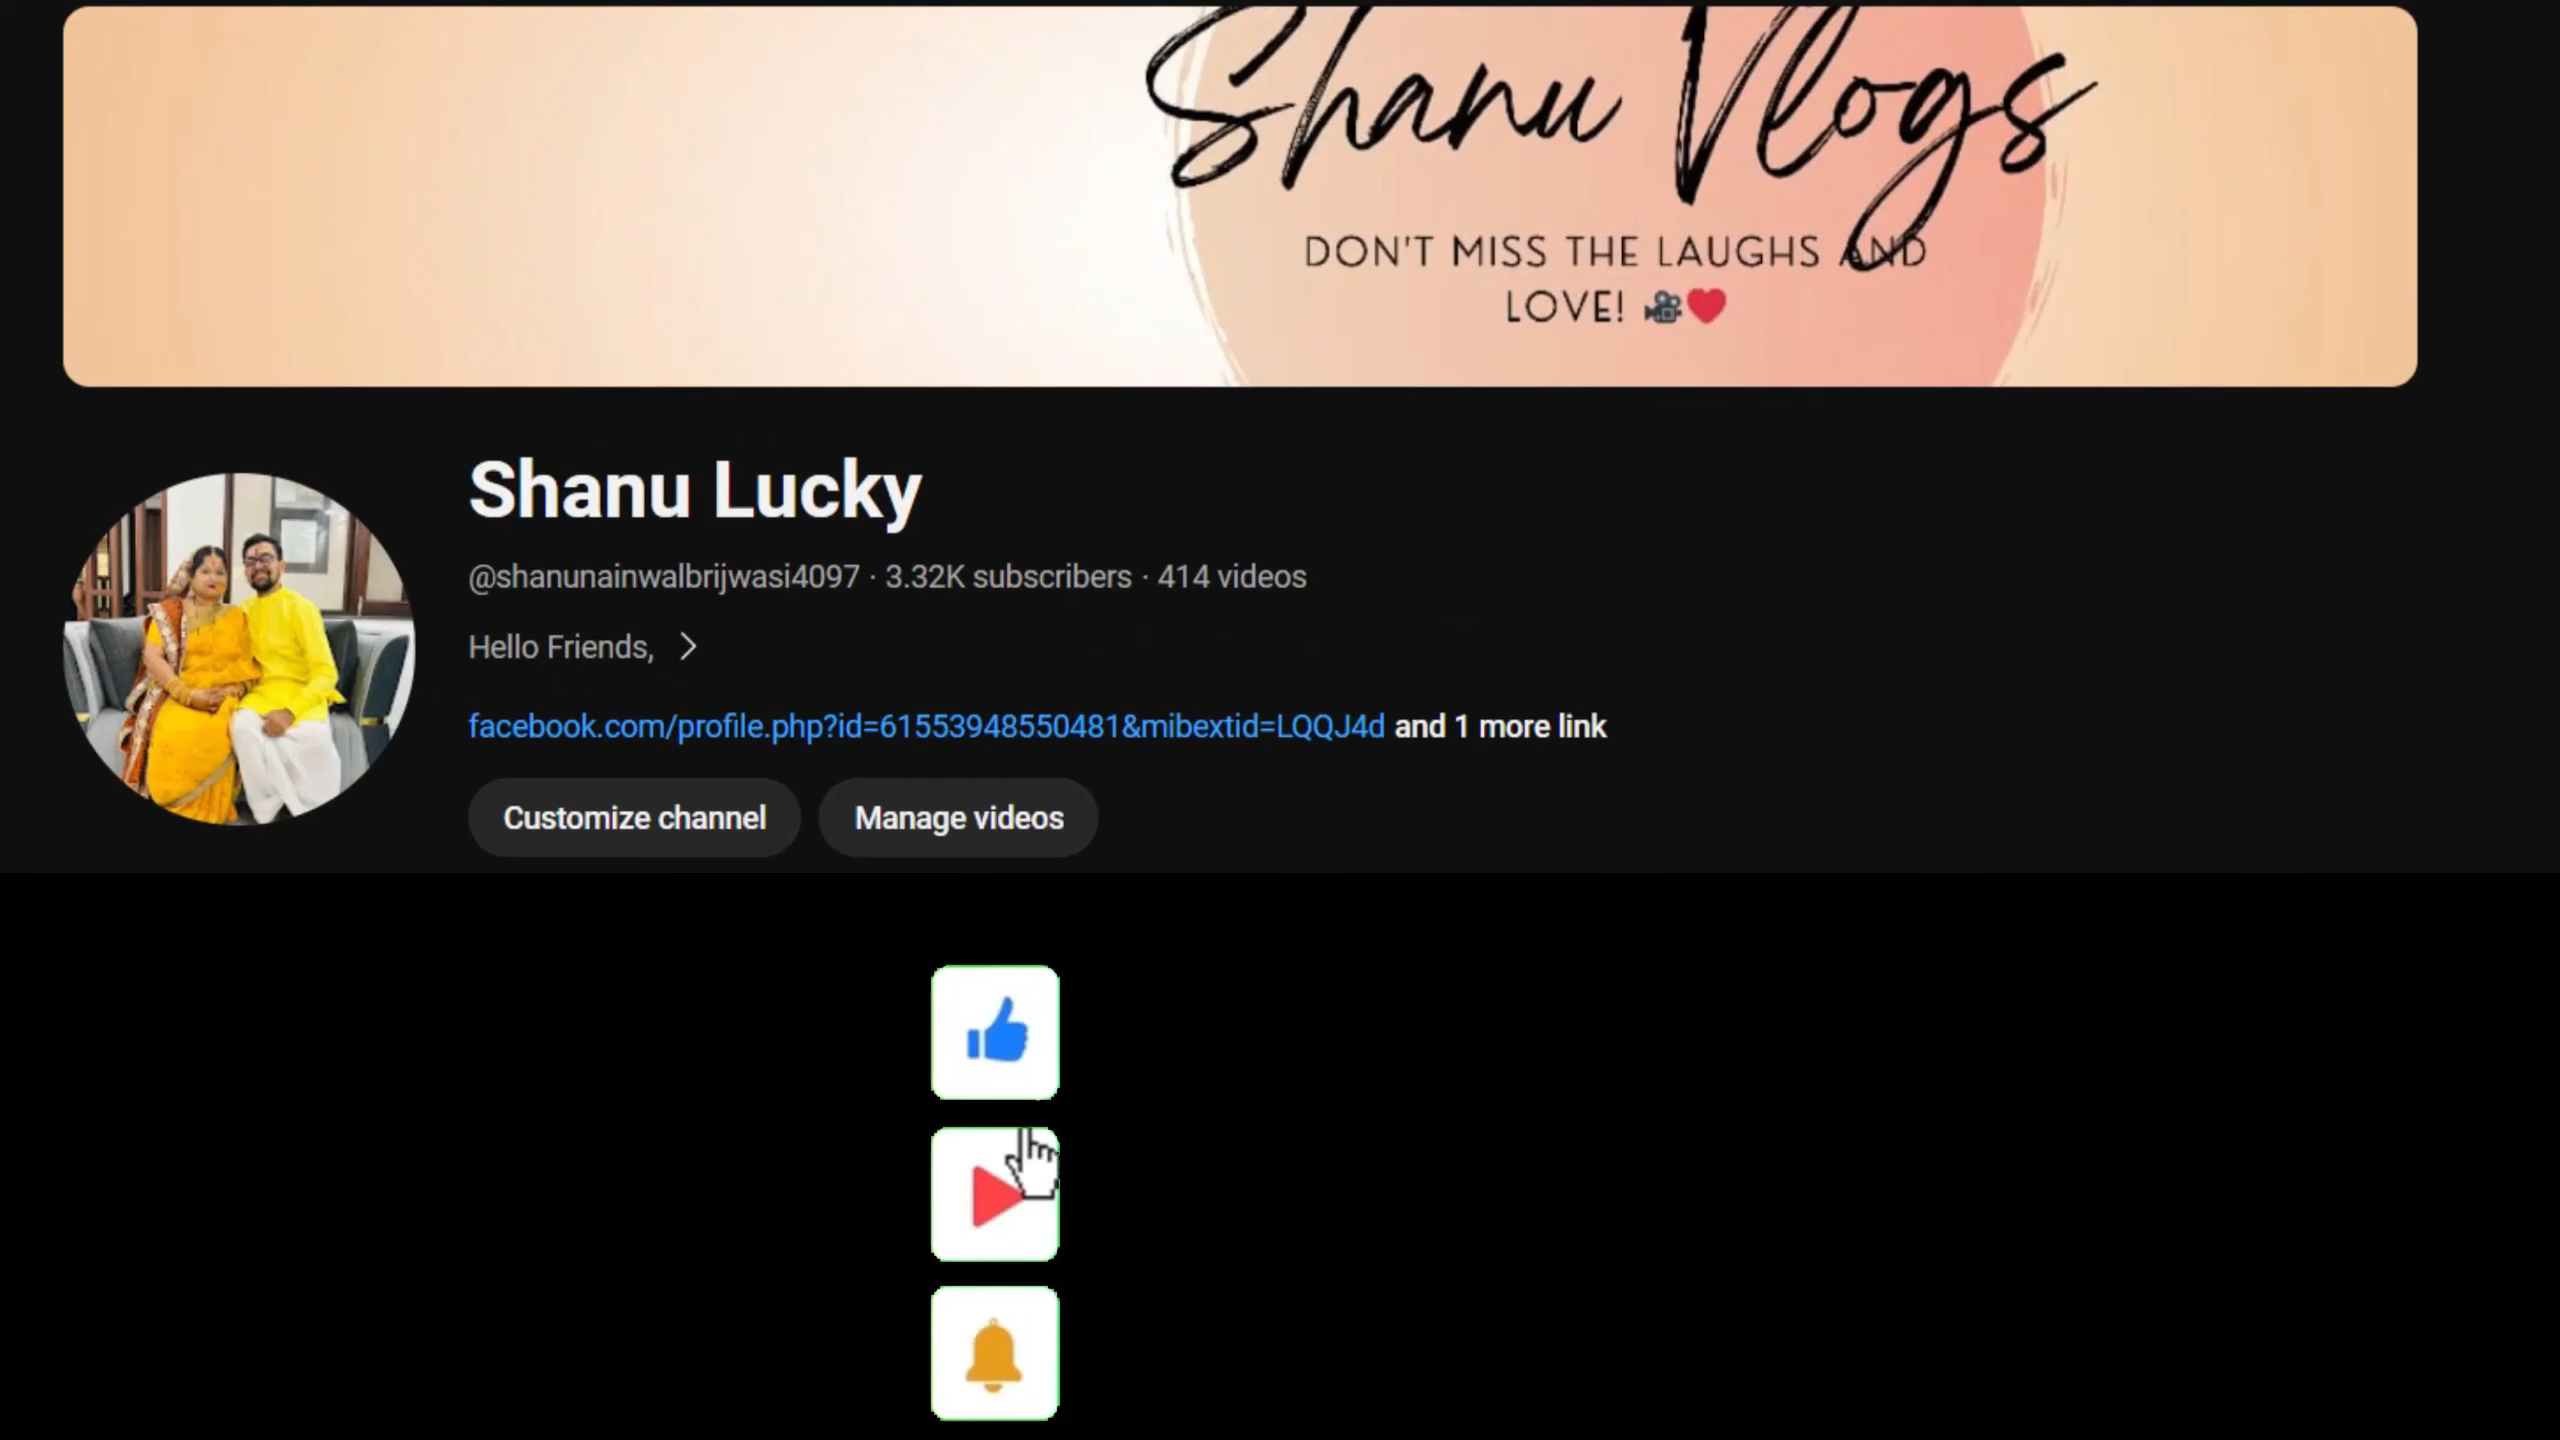 Shanu Vlogs
DON'T MISS THE LAUGHS AND
LOVE! 🎥❤️
Shanu Lucky
@shanunainwalbrijwasi4097 · 3.32K subscribers · 414 videos
Hello Friends,
facebook.com/profile.php?id=61553948550481&mibextid=LQQJ4d and 1 more link
Customize channel Manage videos